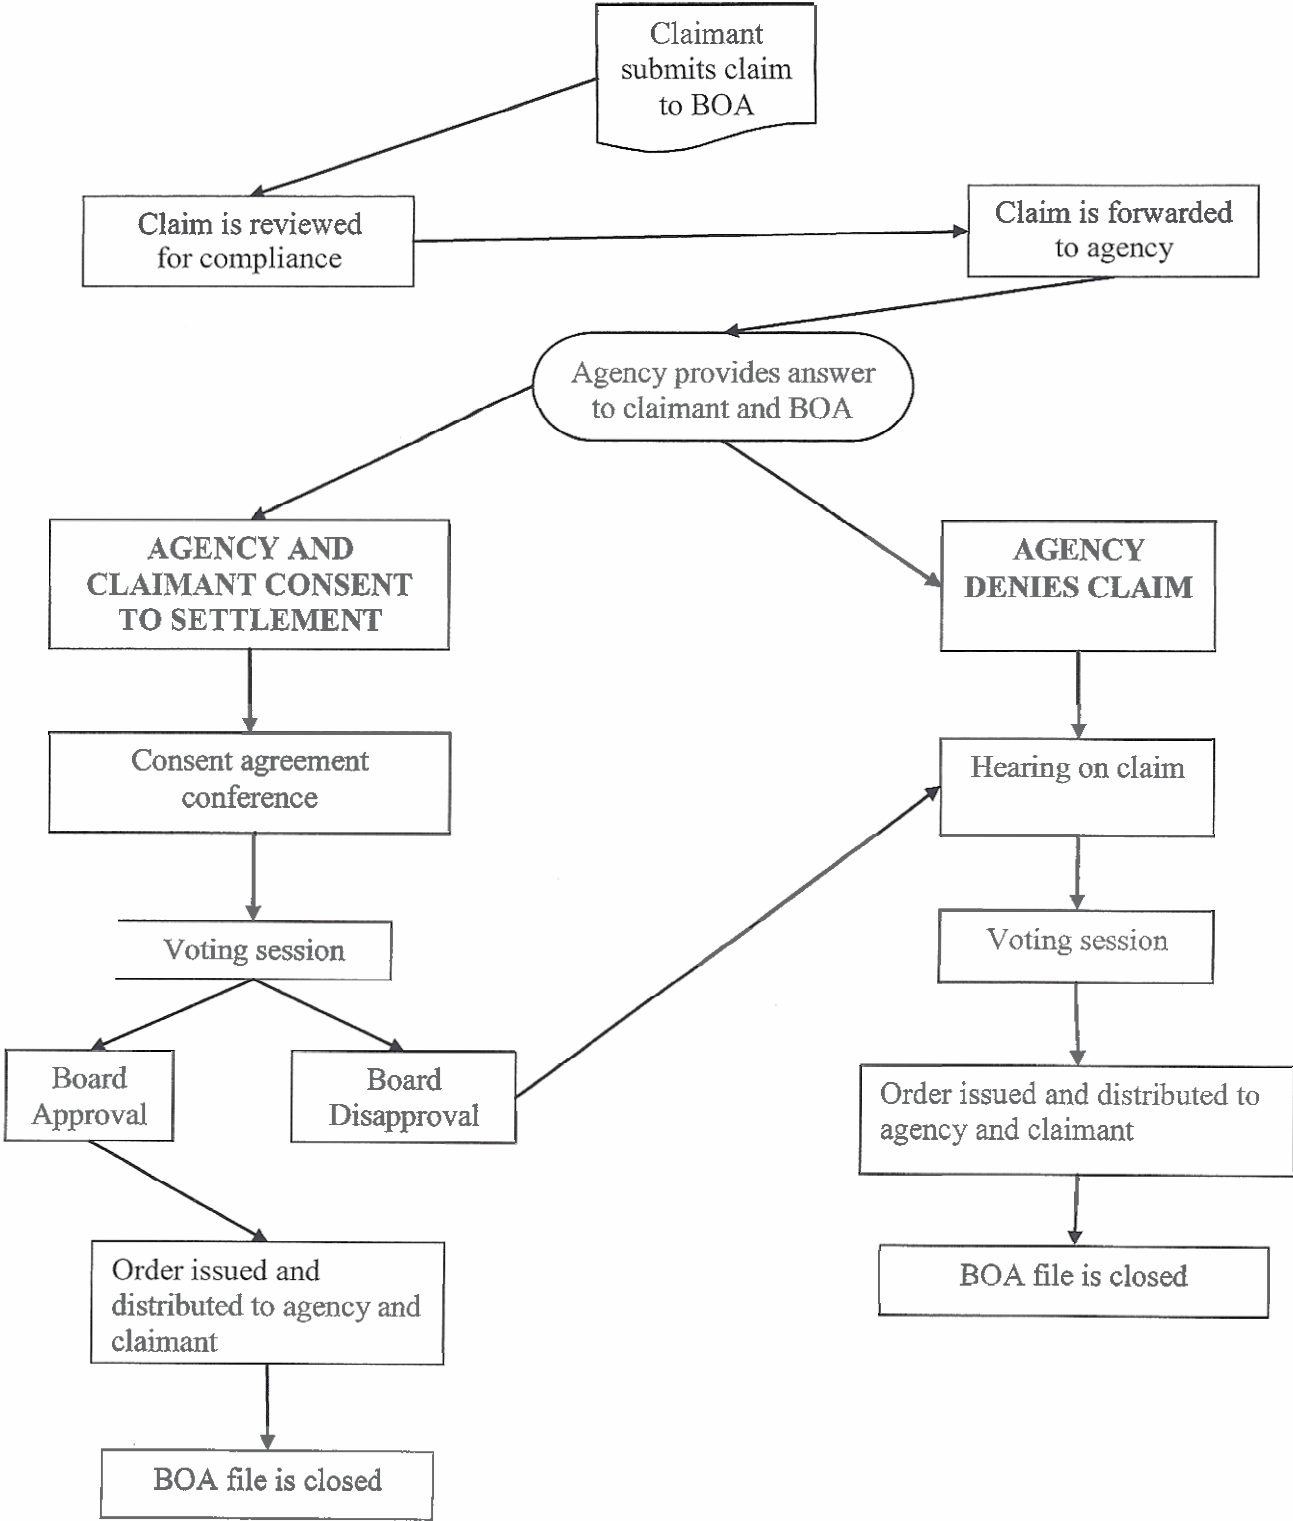 Claimant
submits claim
to BOA
Claim is reviewed
for compliance
Claim is forwarded
to agency
Agency provides answer
to claimant and BOA
AGENCY AND
CLAIMANT CONSENT
TO SETTLEMENT
AGENCY
DENIES CLAIM
Consent agreement
conference
Hearing on claim
Voting session
Voting session
Board
Approval
Board
Disapproval
Order issued and distributed to
agency and claimant
Order issued and
distributed to agency and
claimant
BOA file is closed
BOA file is closed